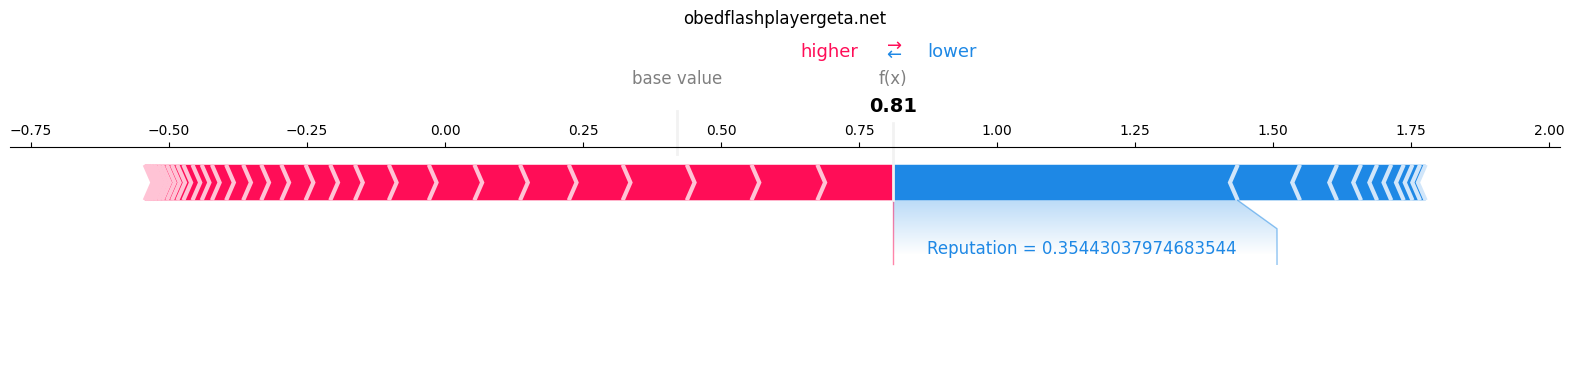 obedflashplayergeta.net
higher ⇄ lower
base value f(x)
0.81
−0.75 −0.50 −0.25 0.00 0.25 0.50 0.75 1.00 1.25 1.50 1.75 2.00
Reputation = 0.35443037974683544